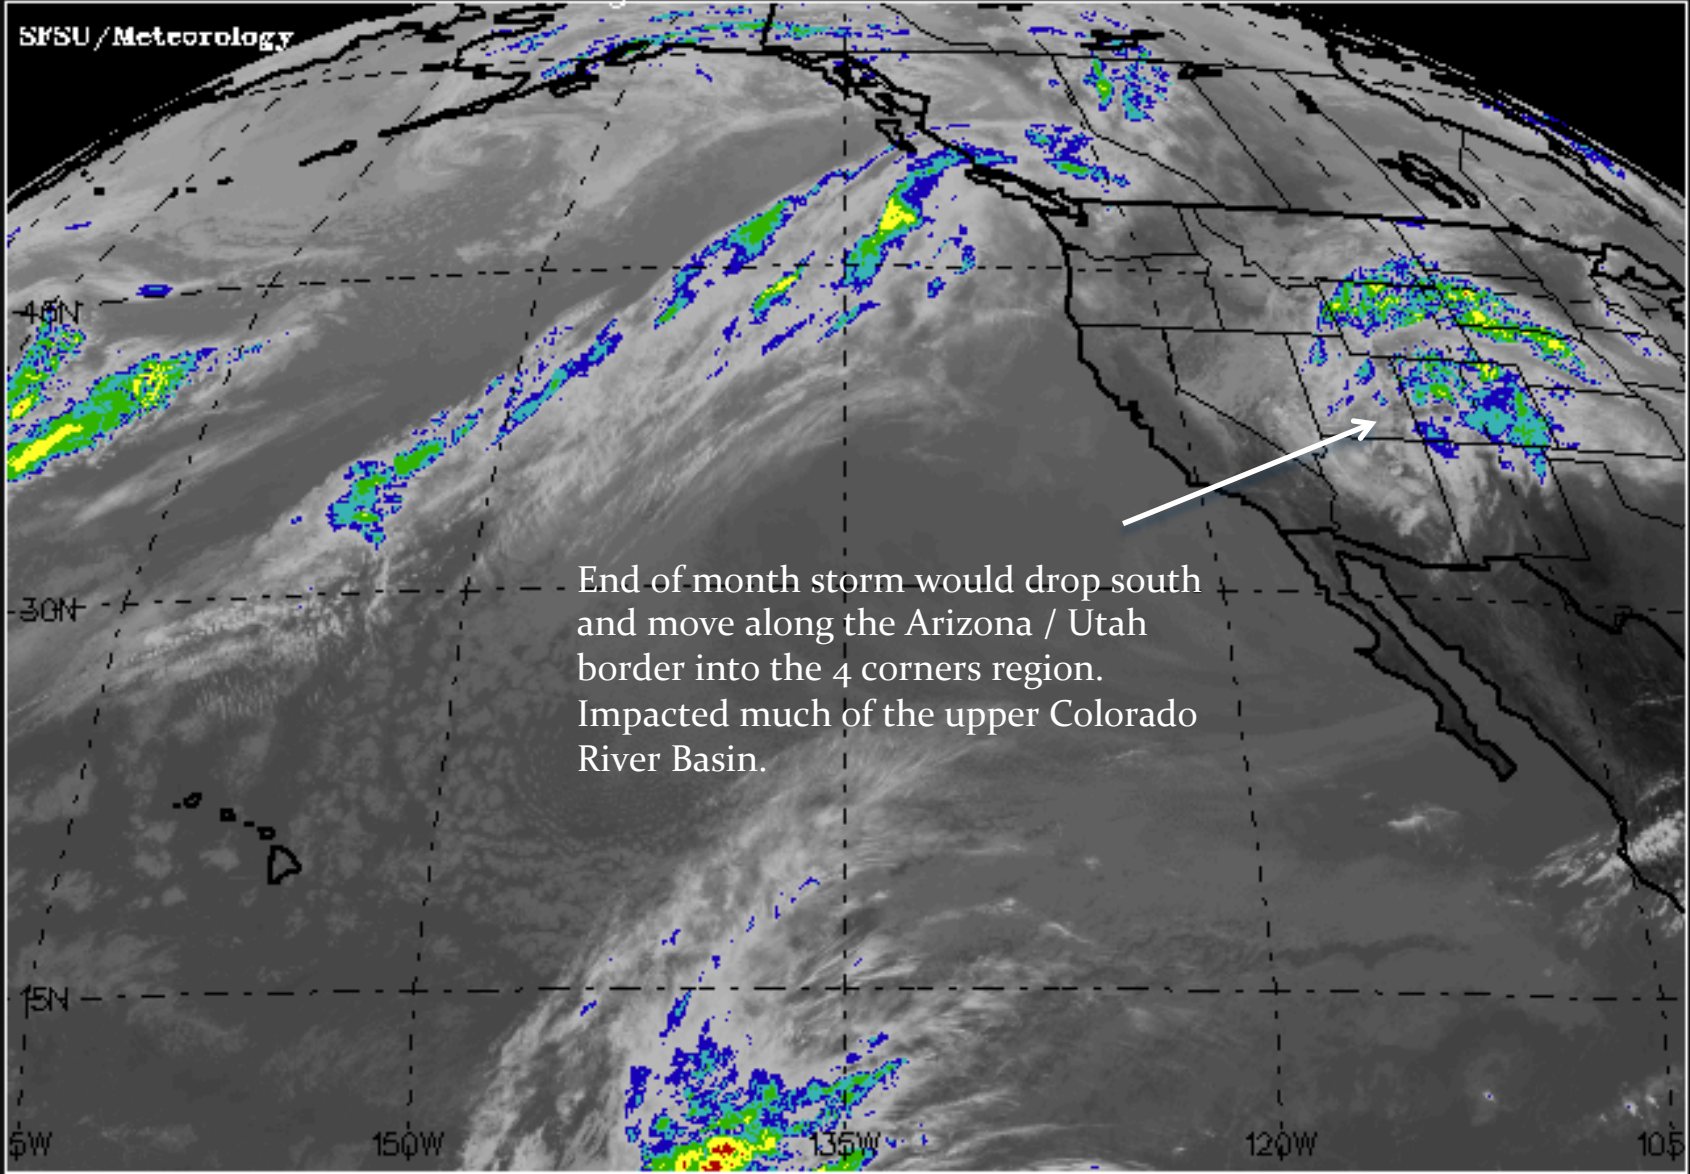 SFSU/Meteorology
45N
End of month storm would drop south
30N
and move along the Arizona / Utah
border into the 4 corners region.
Impacted much of the upper Colorado
River Basin.
15N
5W 150W 135W 120W 105